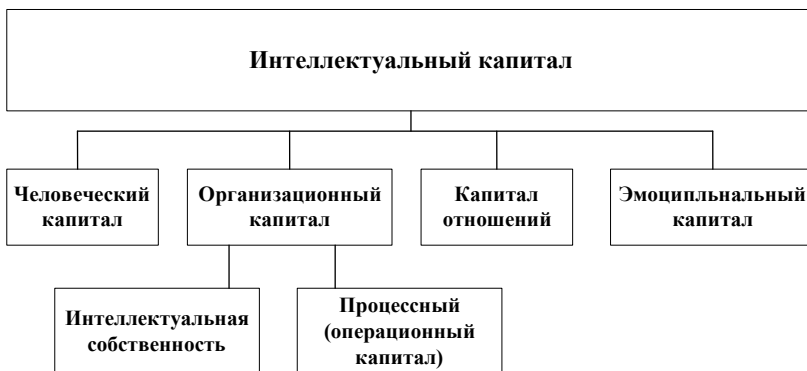 Интеллектуальный капитал
Человеческий
капитал
Организационный
капитал
Капитал
отношений
Эмоципльнальный
капитал
Интеллектуальная
собственность
Процессный
(операционный
капитал)